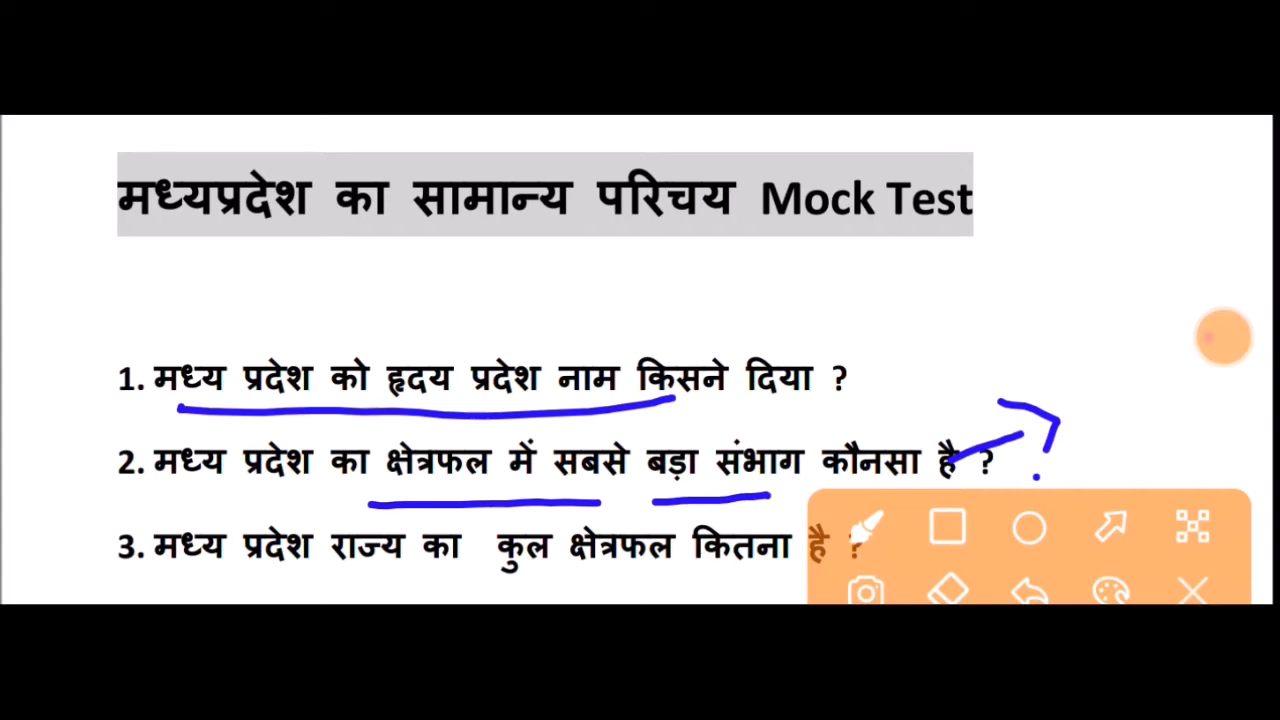 मध्यप्रदेश का सामान्य परिचय Mock Test
1. मध्य प्रदेश को हृदय प्रदेश नाम किसने दिया ?
2. मध्य प्रदेश का क्षेत्रफल में सबसे बड़ा संभाग कौनसा है ?
3. मध्य प्रदेश राज्य का कुल क्षेत्रफल कितना है ?